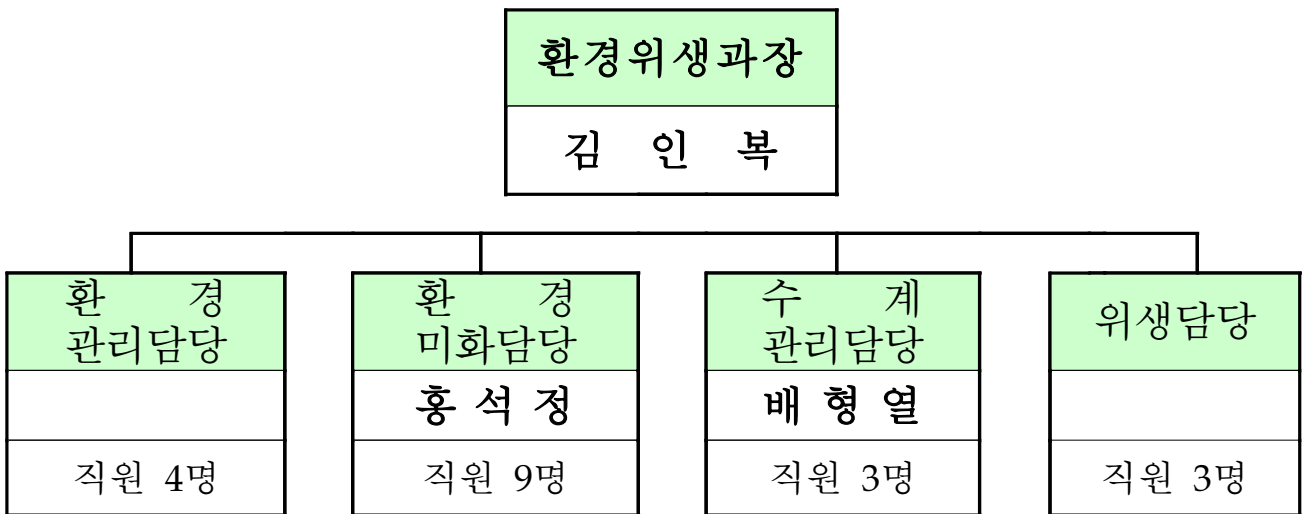 환경위생과장
김 인 복
환 경
관리담당
환 경
미화담당
수 계
관리담당
위생담당
홍 석 정
배 형 열
직원 4명
직원 9명
직원 3명
직원 3명